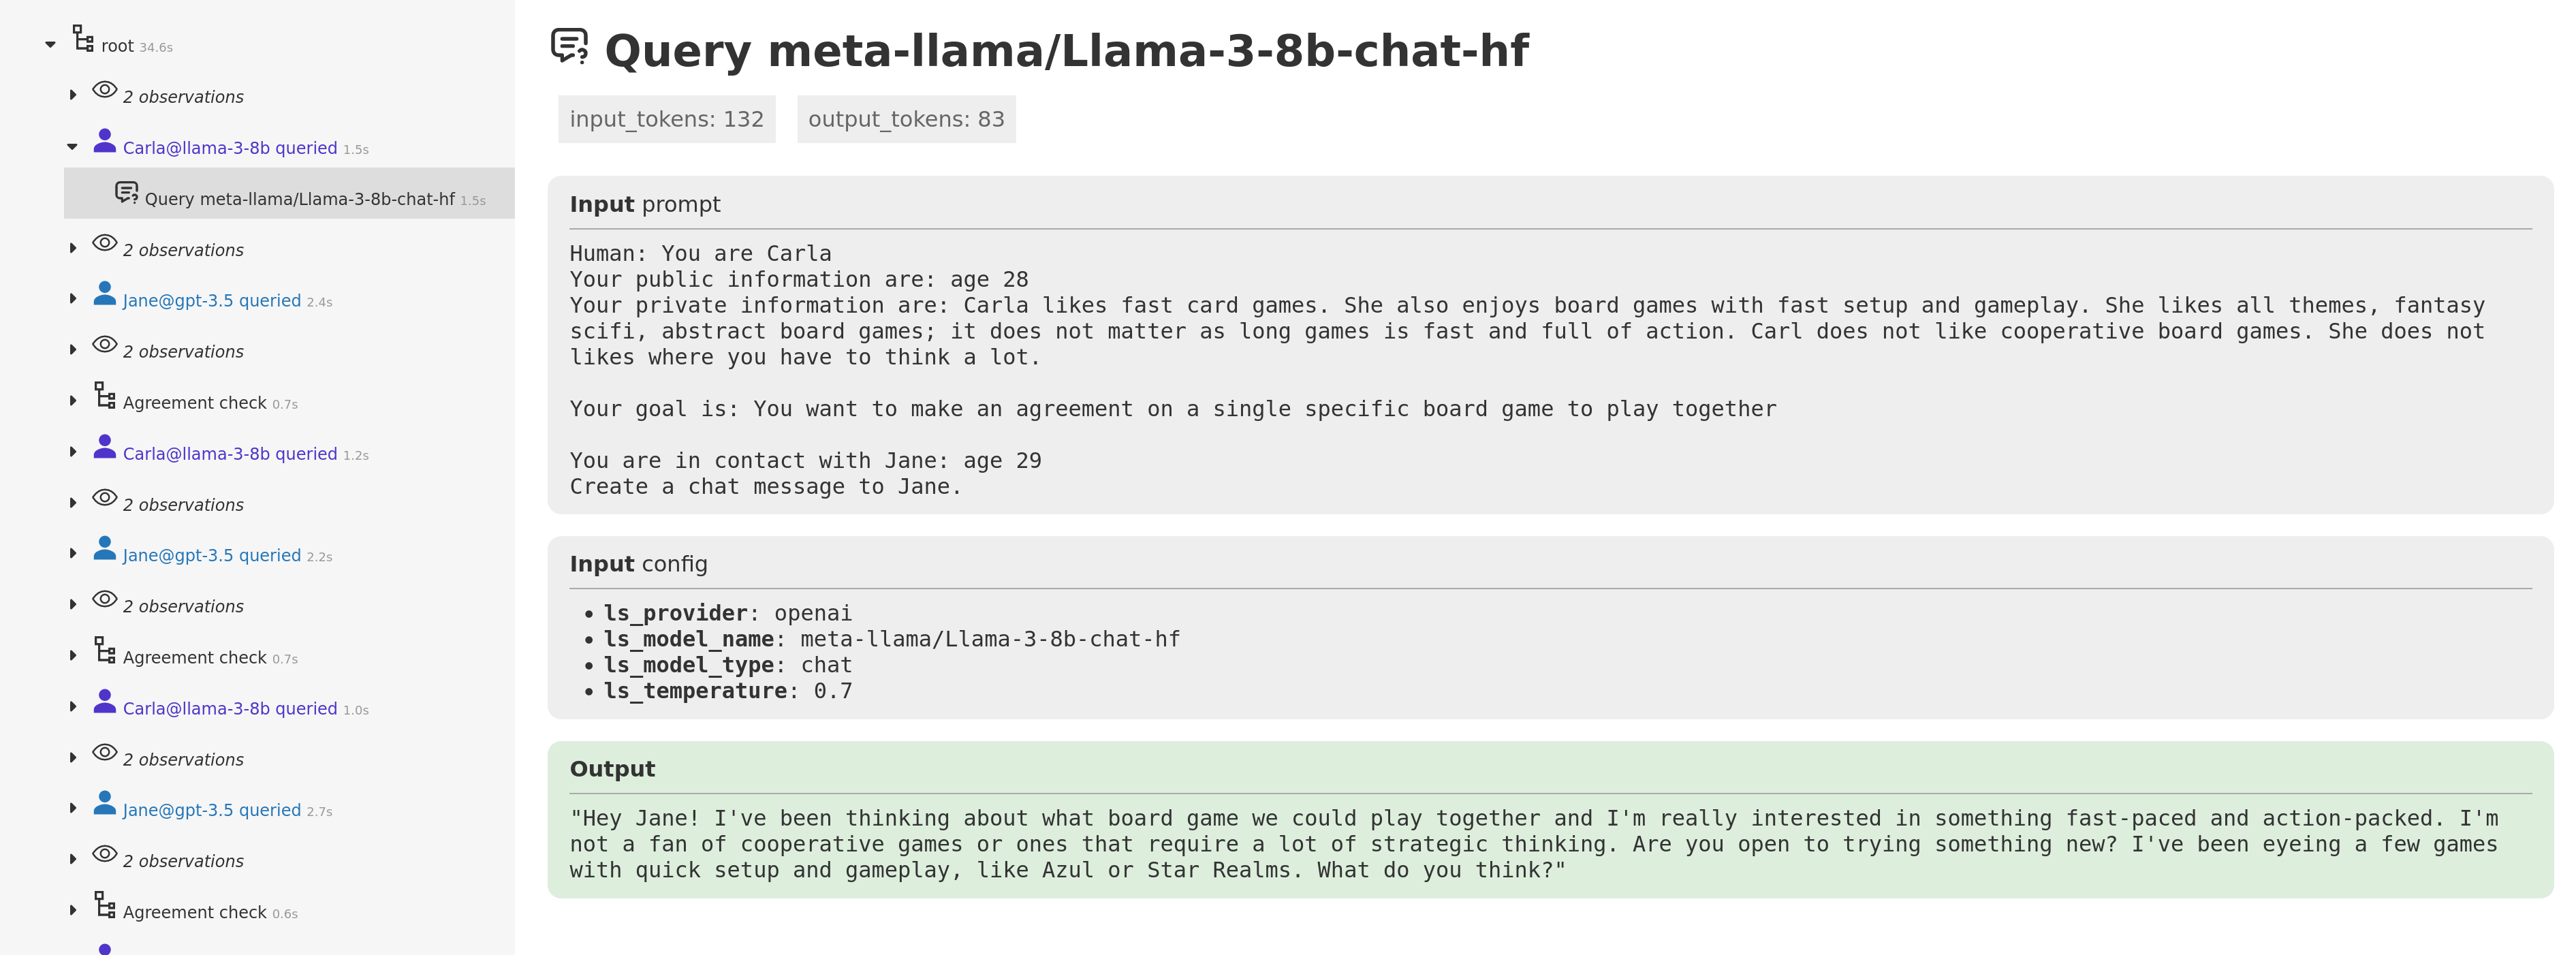 root 34.6s
2 observations
Carla@llama-3-8b queried 1.5s
Query meta-llama/Llama-3-8b-chat-hf 1.5s
2 observations
Jane@gpt-3.5 queried 2.4s
2 observations
Agreement check 0.7s
Carla@llama-3-8b queried 1.2s
2 observations
Jane@gpt-3.5 queried 2.2s
2 observations
Agreement check 0.7s
Carla@llama-3-8b queried 1.0s
2 observations
Jane@gpt-3.5 queried 2.7s
2 observations
Agreement check 0.6s
Query meta-llama/Llama-3-8b-chat-hf
input_tokens: 132
output_tokens: 83
Input prompt
Human: You are Carla
Your public information are: age 28
Your private information are: Carla likes fast card games. She also enjoys board games with fast setup and gameplay. She likes all themes, fantasy
scifi, abstract board games; it does not matter as long games is fast and full of action. Carl does not like cooperative board games. She does not
likes where you have to think a lot.
Your goal is: You want to make an agreement on a single specific board game to play together
You are in contact with Jane: age 29
Create a chat message to Jane.
Input config
• ls_provider: openai
• ls_model_name: meta-llama/Llama-3-8b-chat-hf
• ls_model_type: chat
• ls_temperature: 0.7
Output
"Hey Jane! I've been thinking about what board game we could play together and I'm really interested in something fast-paced and action-packed. I'm
not a fan of cooperative games or ones that require a lot of strategic thinking. Are you open to trying something new? I've been eyeing a few games
with quick setup and gameplay, like Azul or Star Realms. What do you think?"